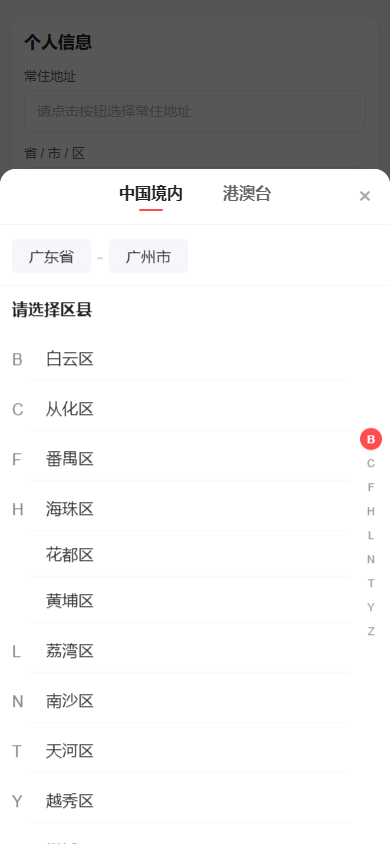 个人信息
常住地址
请点击按钮选择常住地址
省 / 市 / 区
中国境内 港澳台 ×
广东省 - 广州市
请选择区县
B 白云区
C 从化区
F 番禺区
H 海珠区
花都区
黄埔区
L 荔湾区
N 南沙区
T 天河区
Y 越秀区
B
C
F
H
L
N
T
Y
Z